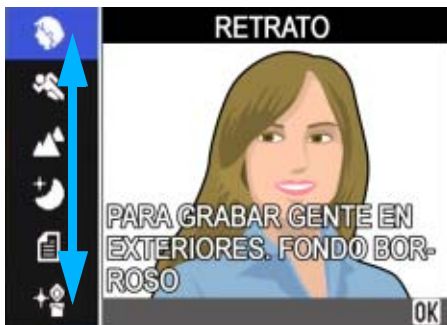 RETRATO
PARA GRABAR GENTE EN
EXTERIORES. FONDO BOR-
ROSO
OK